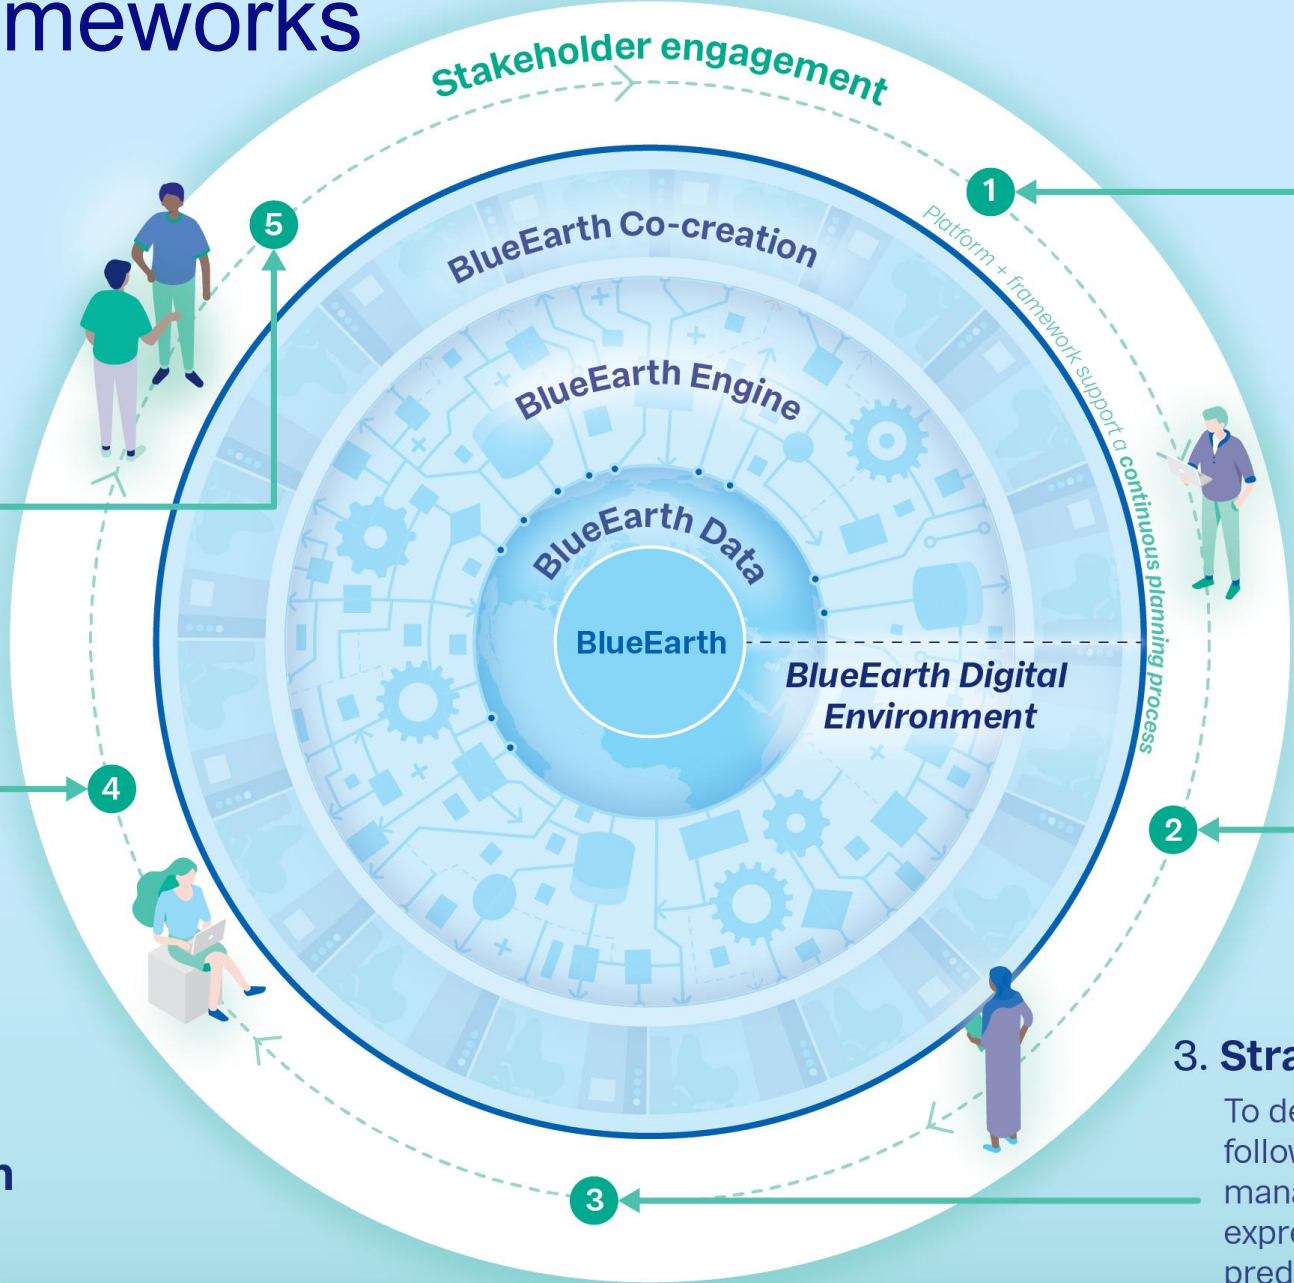 meworks
Stakeholder engagement
1
5
BlueEarth Co-creation
Platform + framework support a continuous planning process
BlueEarth Engine
BlueEarth Data
BlueEarth
BlueEarth Digital
Environment
4
2
3. Stra
To de
follow
mana
expre
pred
n
3